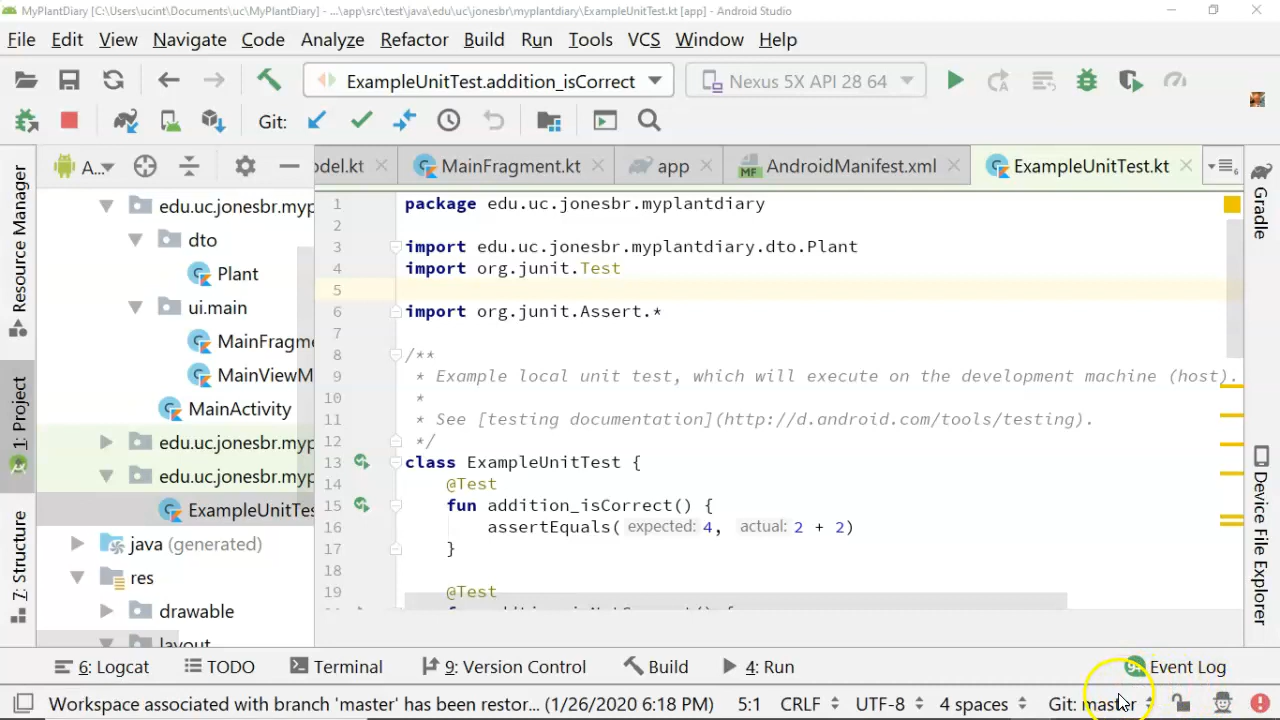 MyPlantDiary [C:\Users\ucint\Documents\uc\MyPlantDiary] - ...\app\src\test\java\edu\uc\jonesbr\myplantdiary\ExampleUnitTest.kt [app] - Android Studio
File Edit View Navigate Code Analyze Refactor Build Run Tools VCS Window Help
ExampleUnitTest.addition_isCorrect Nexus 5X API 28 64
Git:
A... odel.kt MainFragment.kt app AndroidManifest.xml ExampleUnitTest.kt
Resource Manager
1: Project
7: Structure
edu.uc.jonesbr.myp
dto
Plant
ui.main
MainFragme
MainViewM
MainActivity
edu.uc.jonesbr.myp
edu.uc.jonesbr.myp
ExampleUnitTes
java (generated)
res
drawable
layout
1 package edu.uc.jonesbr.myplantdiary
2
3 import edu.uc.jonesbr.myplantdiary.dto.Plant
4 import org.junit.Test
5
6 import org.junit.Assert.*
7
8 /**
9 * Example local unit test, which will execute on the development machine (host).
10 *
11 * See [testing documentation](http://d.android.com/tools/testing).
12 */
13 class ExampleUnitTest {
14 @Test
15 fun addition_isCorrect() {
16 assertEquals( expected: 4, actual: 2 + 2)
17 }
18
19 @Test
Gradle
Device File Explorer
6: Logcat TODO Terminal 9: Version Control Build 4: Run Event Log
Workspace associated with branch 'master' has been restor... (1/26/2020 6:18 PM) 5:1 CRLF UTF-8 4 spaces Git: master